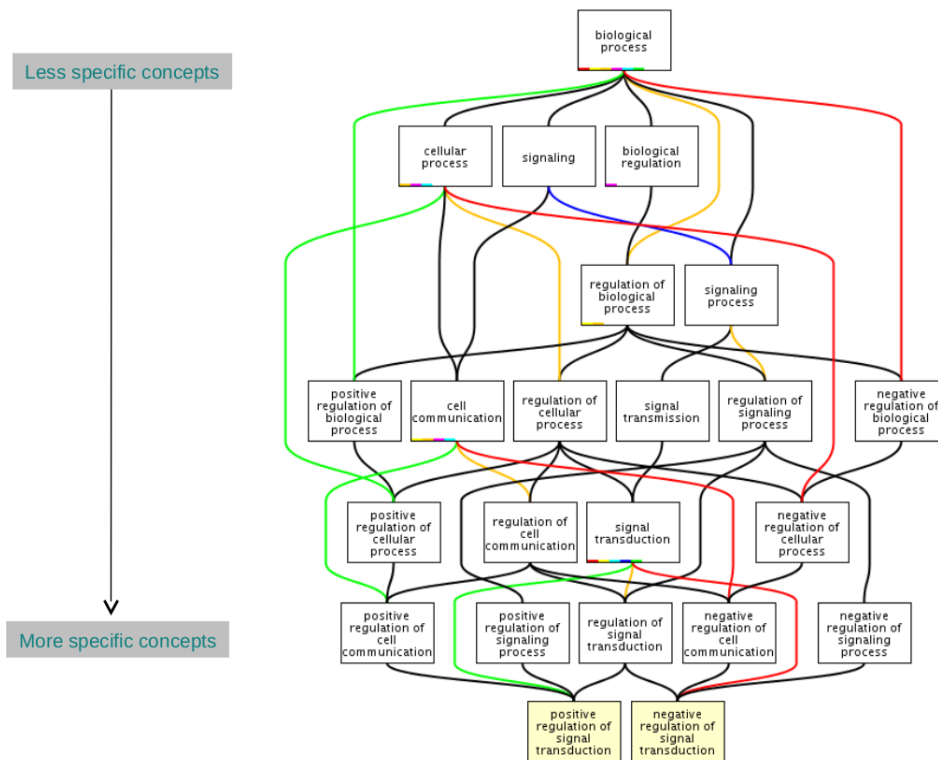 biological
process
Less specific concepts
cellular
process
signaling
biological
regulation
regulation of
biological
process
signaling
process
positive
regulation of
biological
process
cell
communication
regulation of
cellular
process
signal
transmission
regulation of
signaling
process
negative
regulation of
biological
process
positive
regulation of
cellular
process
regulation of
cell
communication
signal
transduction
negative
regulation of
cellular
process
More specific concepts
positive
regulation of
cell
communication
positive
regulation of
signaling
process
regulation of
signal
transduction
negative
regulation of
cell
communication
negative
regulation of
signaling
process
positive
regulation of
signal
transduction
negative
regulation of
signal
transduction